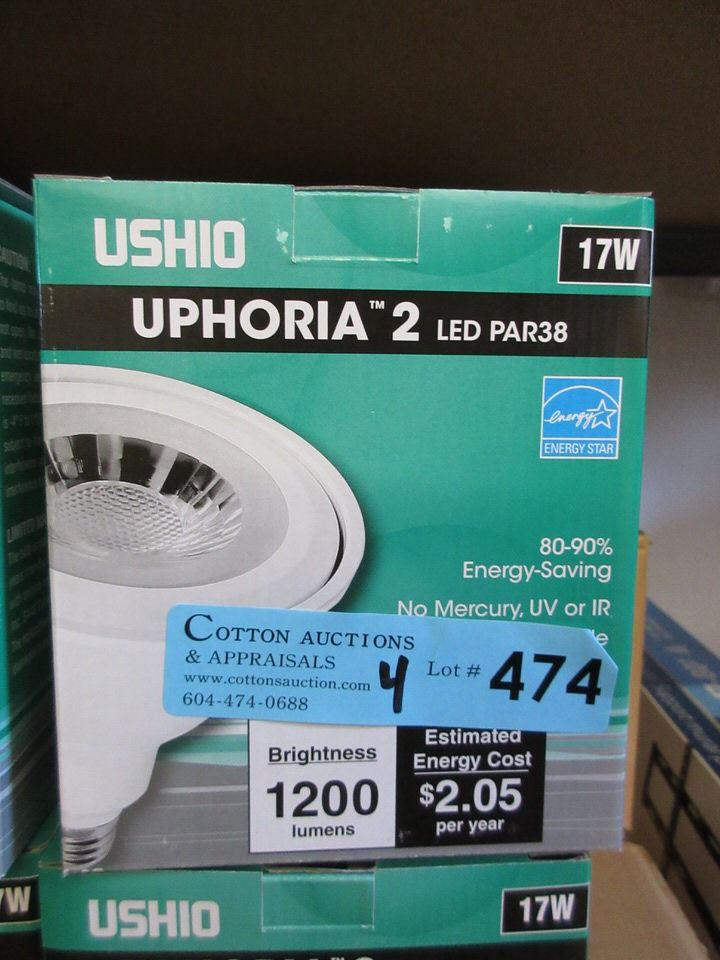 USHIO
17W
UPHORIA™ 2 LED PAR38
energy
ENERGY STAR
80-90%
Energy-Saving
No Mercury, UV or IR
COTTON AUCTIONS
& APPRAISALS
www.cottonsauction.com
604-474-0688
4
Lot # 474
Brightness
1200
lumens
Estimated
Energy Cost
$2.05
per year
USHIO
17W